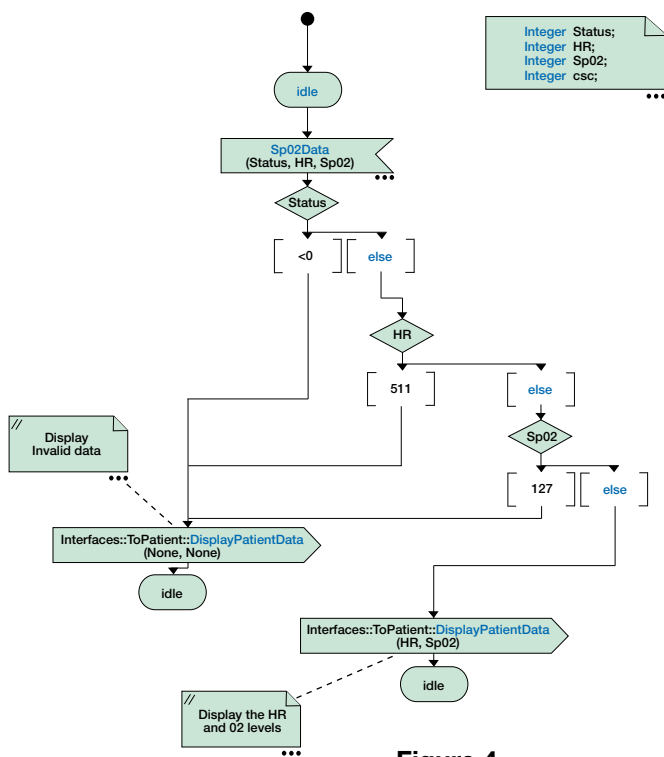 Integer Status;
Integer HR;
Integer Sp02;
Integer csc;
idle
Sp02Data
(Status, HR, Sp02)
Status
<0
else
HR
511
else
//
Display
Invalid data
Sp02
127
else
Interfaces::ToPatient::DisplayPatientData
(None, None)
idle
Interfaces::ToPatient::DisplayPatientData
(HR, Sp02)
idle
//
Display the HR
and 02 levels
Figure 4